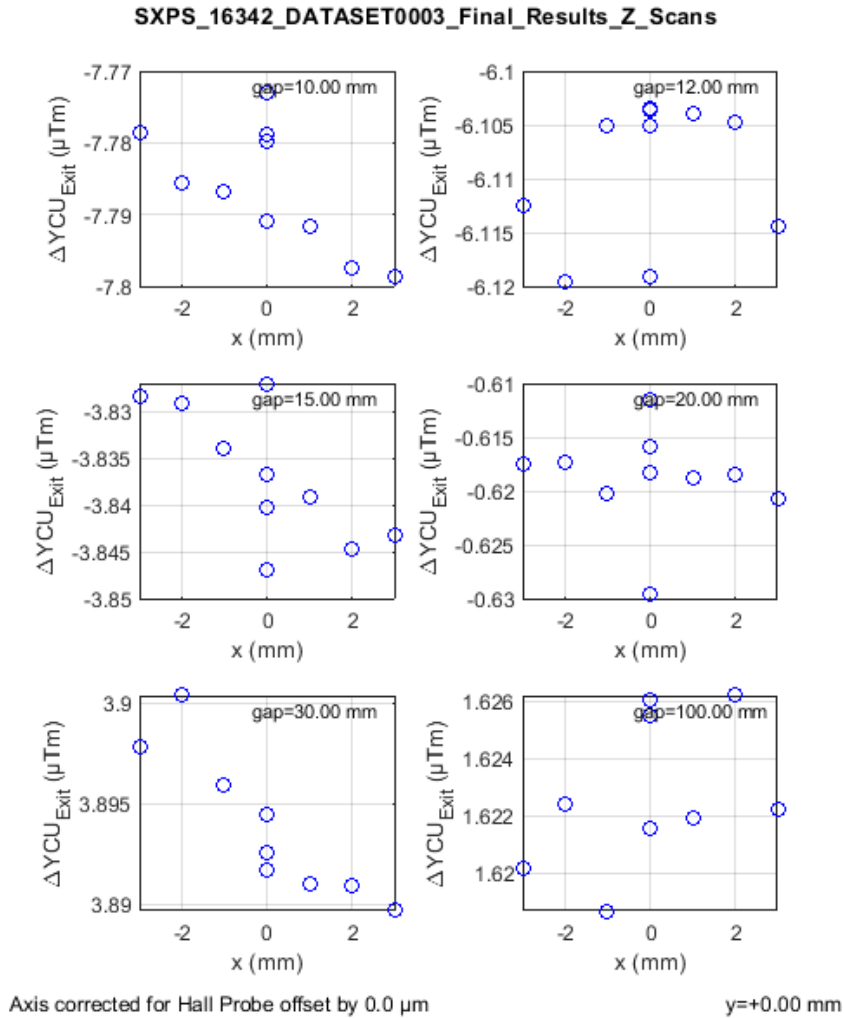 SXPS_16342_DATASET0003_Final_Results_Z_Scans
-7.77
-7.78
-7.79
-7.8
ΔYCU_Exit (µTm)
gap=10.00 mm
-2 0 2
x (mm)
-6.1
-6.105
-6.11
-6.115
-6.12
ΔYCU_Exit (µTm)
gap=12.00 mm
-2 0 2
x (mm)
-3.83
-3.835
-3.84
-3.845
-3.85
ΔYCU_Exit (µTm)
gap=15.00 mm
-2 0 2
x (mm)
-0.61
-0.615
-0.62
-0.625
-0.63
ΔYCU_Exit (µTm)
gap=20.00 mm
-2 0 2
x (mm)
3.9
3.895
3.89
ΔYCU_Exit (µTm)
gap=30.00 mm
-2 0 2
x (mm)
1.626
1.624
1.622
1.62
ΔYCU_Exit (µTm)
gap=100.00 mm
-2 0 2
x (mm)
Axis corrected for Hall Probe offset by 0.0 µm
y=+0.00 mm